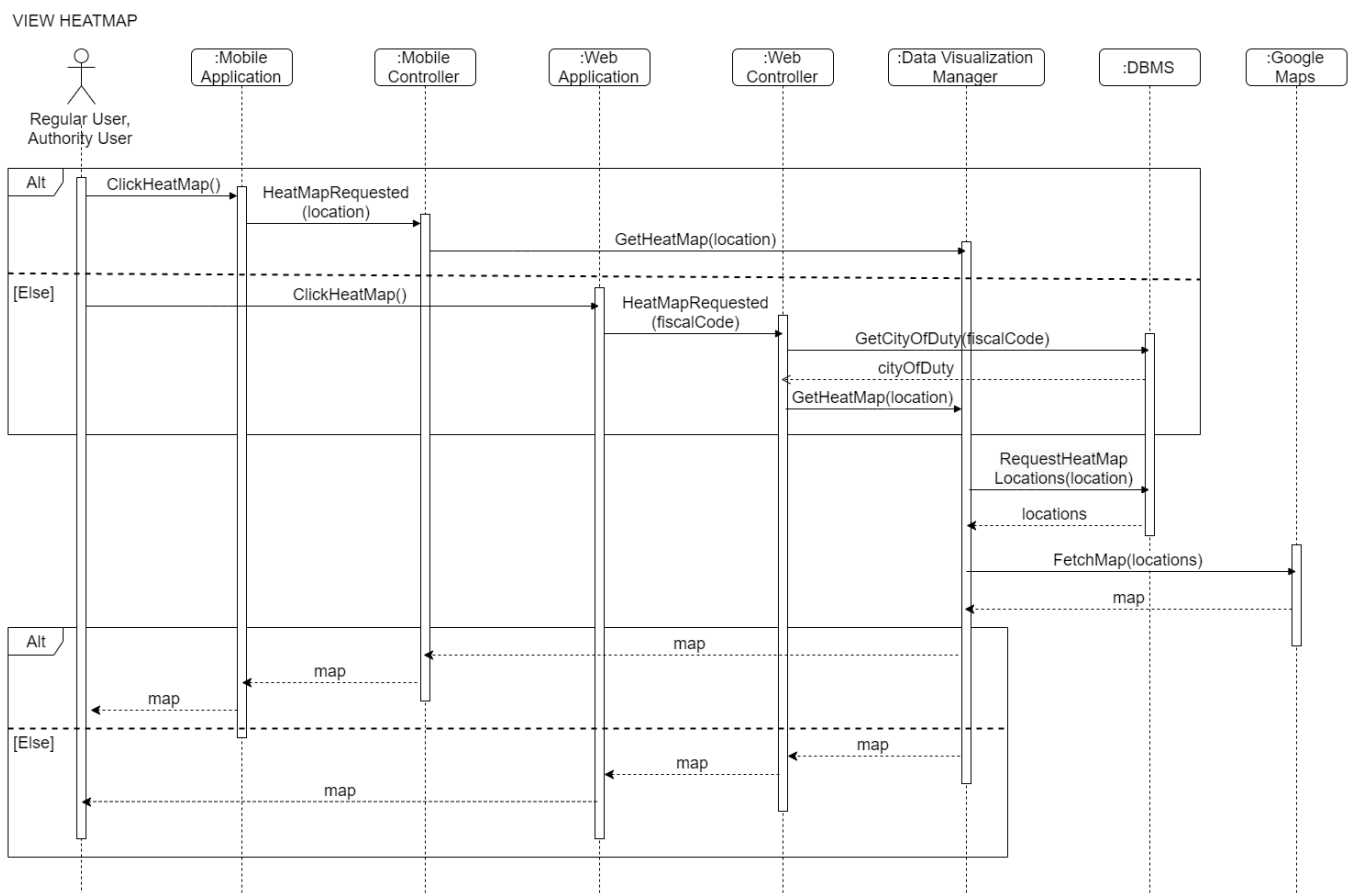 VIEW HEATMAP
:Mobile
Application
:Mobile
Controller
:Web
Application
:Web
Controller
:Data Visualization
Manager
:DBMS
:Google
Maps
Regular User,
Authority User
Alt
ClickHeatMap()
HeatMapRequested
(location)
GetHeatMap(location)
[Else]
ClickHeatMap()
HeatMapRequested
(fiscalCode)
GetCityOfDuty(fiscalCode)
cityOfDuty
GetHeatMap(location)
RequestHeatMap
Locations(location)
locations
FetchMap(locations)
map
Alt
map
map
map
[Else]
map
map
map